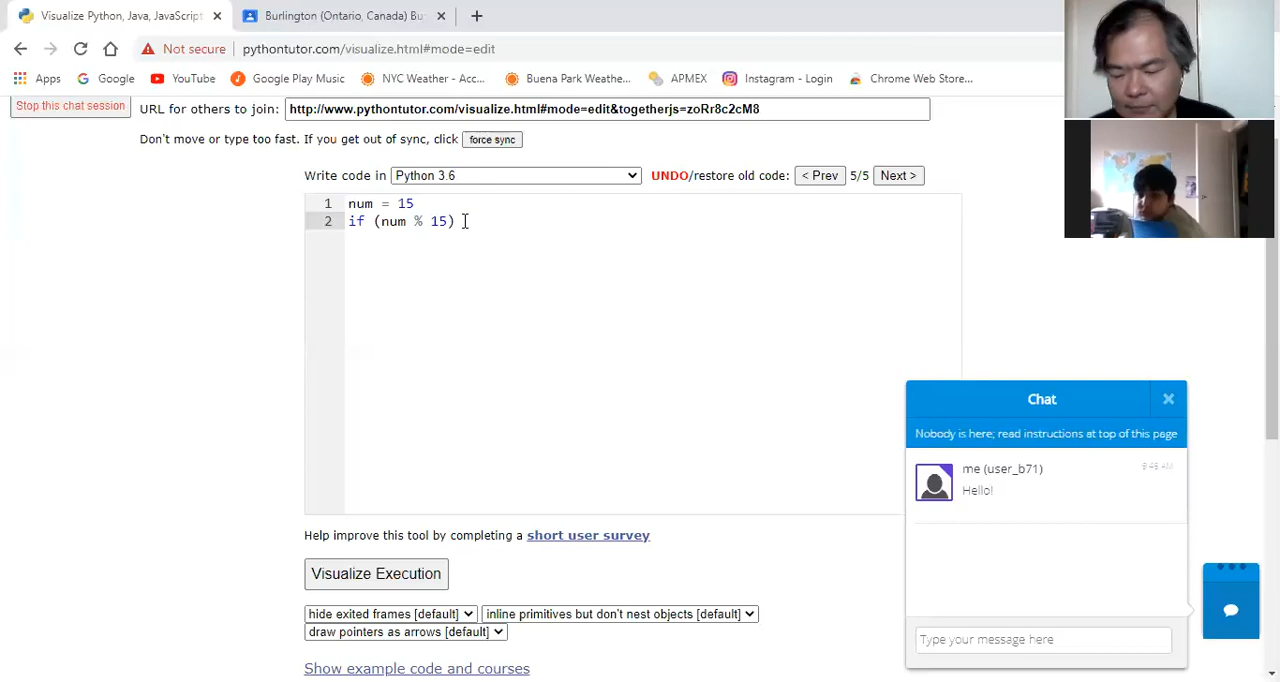 Visualize Python, Java, JavaScript
Burlington (Ontario, Canada) Bu
Not secure
pythontutor.com/visualize.html#mode=edit
Apps
Google
YouTube
Google Play Music
NYC Weather - Acc...
Buena Park Weathe...
APMEX
Instagram - Login
Chrome Web Store...
Stop this chat session
URL for others to join:
http://www.pythontutor.com/visualize.html#mode=edit&togetherjs=zoRr8c2cM8
Don't move or type too fast. If you get out of sync, click force sync
Write code in Python 3.6
UNDO/restore old code: < Prev 5/5 Next >
1 num = 15
2 if (num % 15)
Chat
Nobody is here; read instructions at top of this page
me (user_b71)
Hello!
Type your message here
Help improve this tool by completing a short user survey
Visualize Execution
hide exited frames [default]
inline primitives but don't nest objects [default]
draw pointers as arrows [default]
Show example code and courses